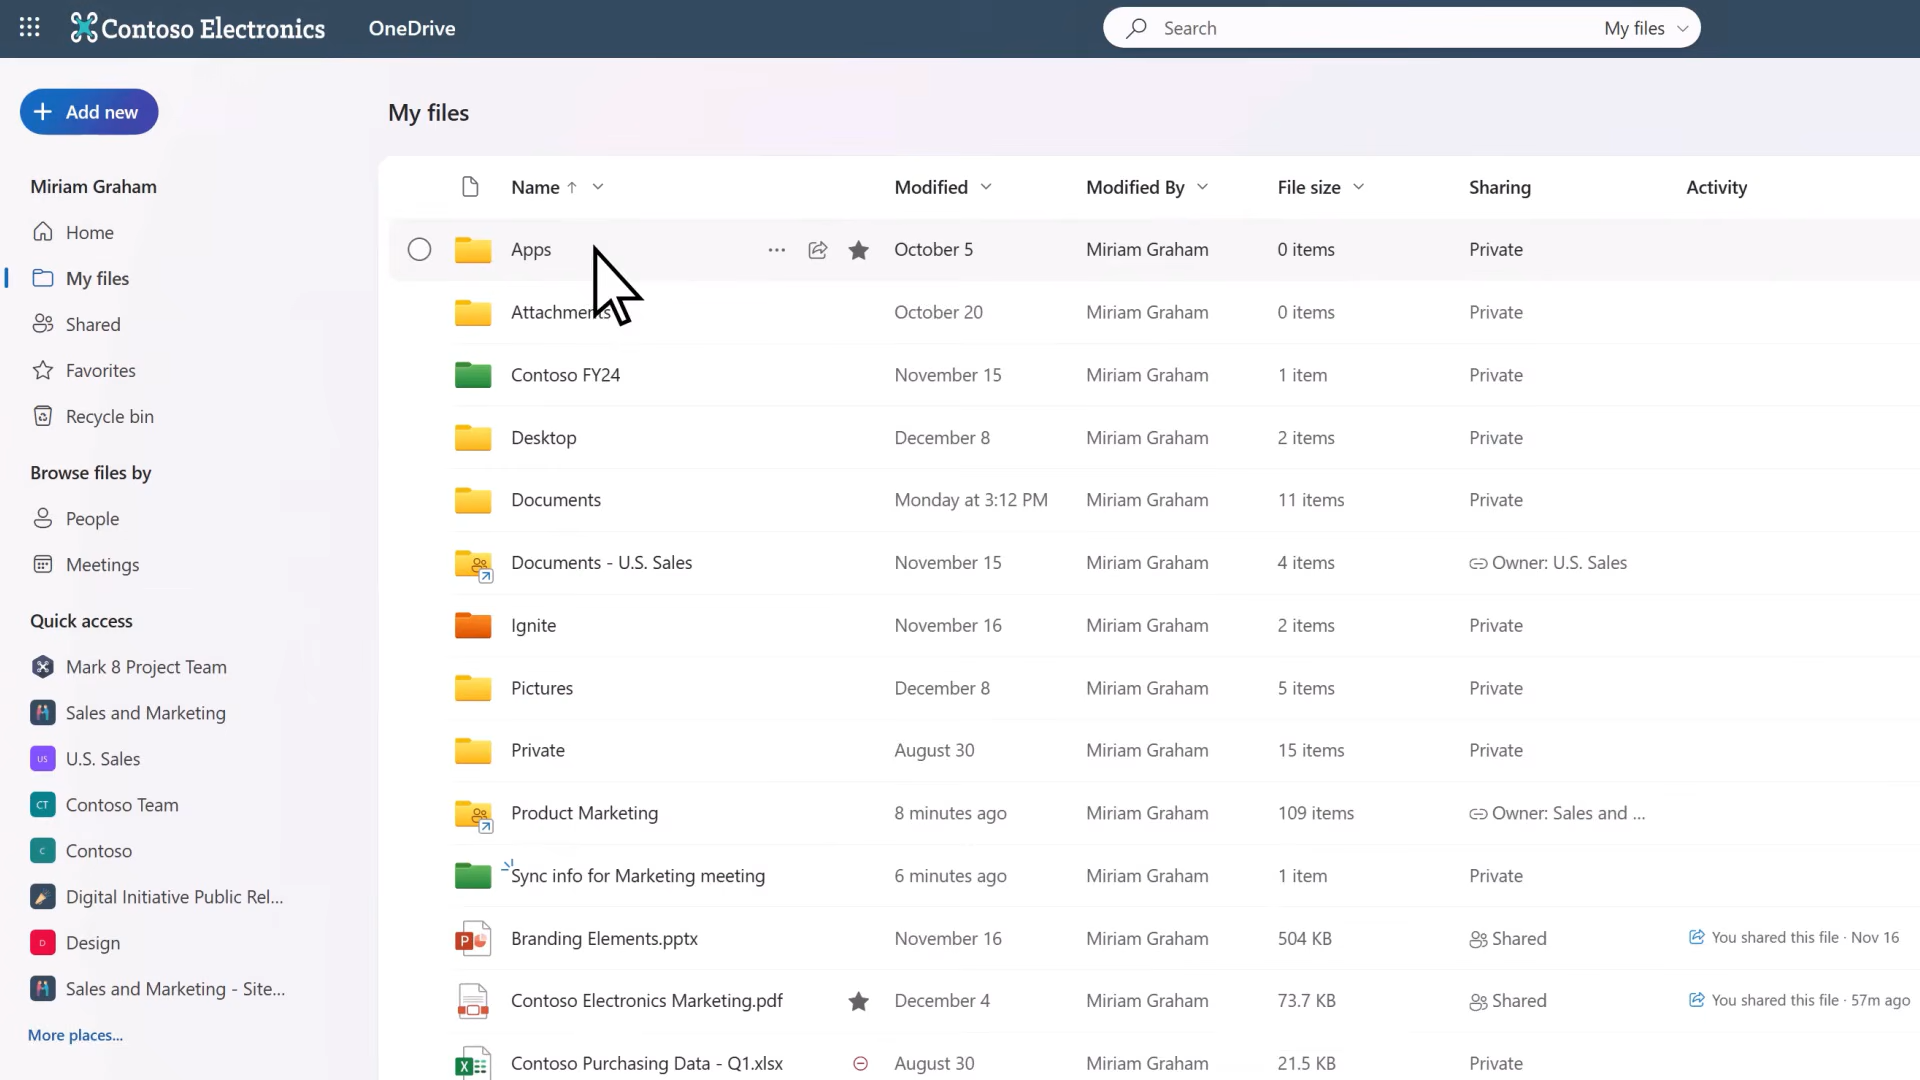 Contoso Electronics OneDrive Search My files
Add new
My files
Miriam Graham
Home
My files
Shared
Favorites
Recycle bin
Browse files by
People
Meetings
Quick access
Mark 8 Project Team
Sales and Marketing
US U.S. Sales
CT Contoso Team
C Contoso
Digital Initiative Public Rel...
D Design
Sales and Marketing - Site...
More places...
Name Modified Modified By File size Sharing Activity
Apps October 5 Miriam Graham 0 items Private
Attachments October 20 Miriam Graham 0 items Private
Contoso FY24 November 15 Miriam Graham 1 item Private
Desktop December 8 Miriam Graham 2 items Private
Documents Monday at 3:12 PM Miriam Graham 11 items Private
Documents - U.S. Sales November 15 Miriam Graham 4 items Owner: U.S. Sales
Ignite November 16 Miriam Graham 2 items Private
Pictures December 8 Miriam Graham 5 items Private
Private August 30 Miriam Graham 15 items Private
Product Marketing 8 minutes ago Miriam Graham 109 items Owner: Sales and ...
Sync info for Marketing meeting 6 minutes ago Miriam Graham 1 item Private
Branding Elements.pptx November 16 Miriam Graham 504 KB Shared You shared this file · Nov 16
Contoso Electronics Marketing.pdf December 4 Miriam Graham 73.7 KB Shared You shared this file · 57m ago
Contoso Purchasing Data - Q1.xlsx August 30 Miriam Graham 21.5 KB Private